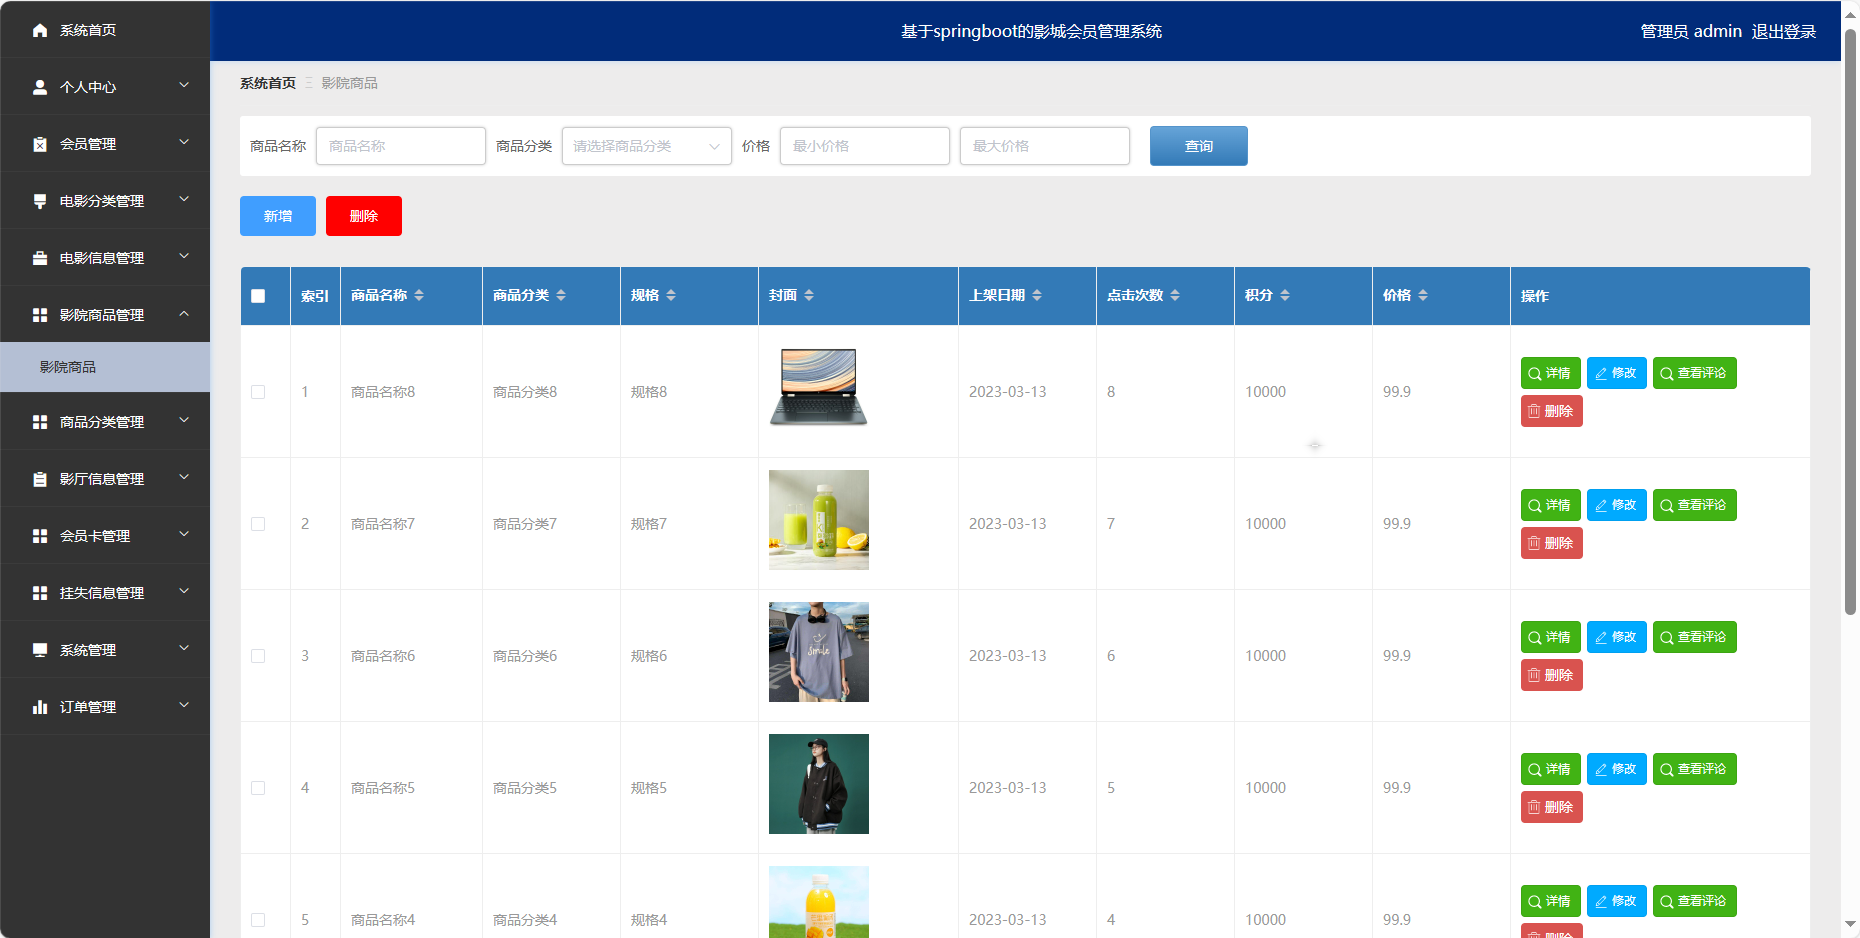 系统首页
个人中心
会员管理
电影分类管理
电影信息管理
影院商品管理
影院商品
商品分类管理
影厅信息管理
会员卡管理
挂失信息管理
系统管理
订单管理
基于springboot的影城会员管理系统
管理员 admin 退出登录
系统首页 影院商品
商品名称 商品名称 商品分类 请选择商品分类 价格 最小价格 最大价格 查询
新增 删除
索引 商品名称 商品分类 规格 封面 上架日期 点击次数 积分 价格 操作
1 商品名称8 商品分类8 规格8 2023-03-13 8 10000 99.9 详情 修改 查看评论
删除
2 商品名称7 商品分类7 规格7 2023-03-13 7 10000 99.9 详情 修改 查看评论
删除
3 商品名称6 商品分类6 规格6 Smile 2023-03-13 6 10000 99.9 详情 修改 查看评论
删除
4 商品名称5 商品分类5 规格5 2023-03-13 5 10000 99.9 详情 修改 查看评论
删除
5 商品名称4 商品分类4 规格4 2023-03-13 4 10000 99.9 详情 修改 查看评论
删除